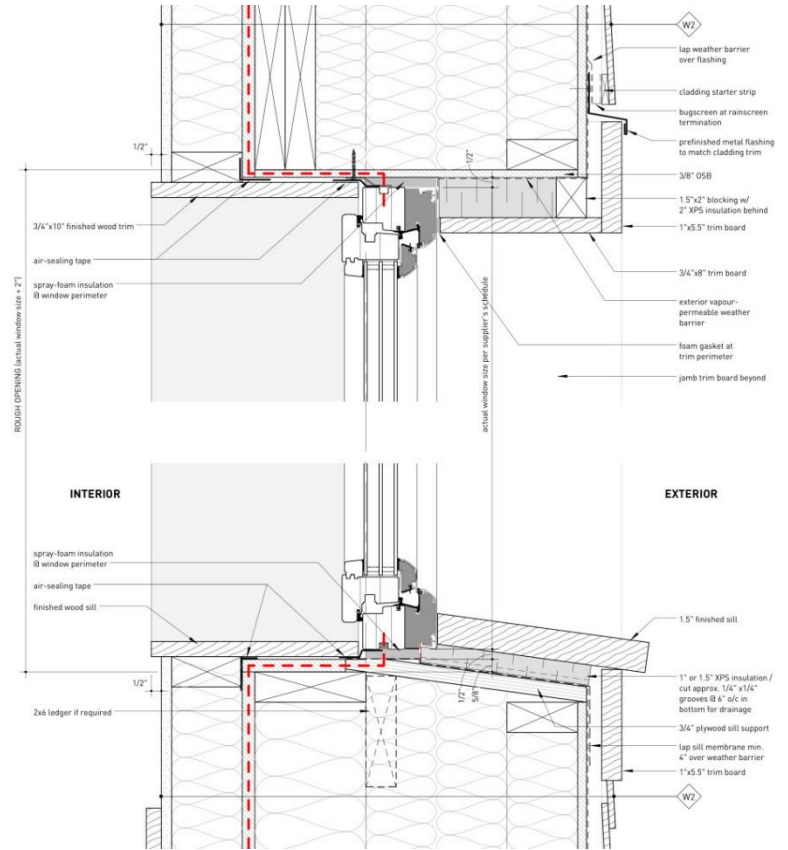 W2
lap weather barrier
over flashing
cladding starter strip
bugscreen at rainscreen
termination
prefinished metal flashing
to match cladding trim
3/8" OSB
1.5"x2" blocking w/
2" XPS insulation behind
1"x5.5" trim board
3/4"x8" trim board
exterior vapour-
permeable weather
barrier
foam gasket at
trim perimeter
jamb trim board beyond
1/2"
1/2"
3/4"x10" finished wood trim
air-sealing tape
spray-foam insulation
@ window perimeter
ROUGH OPENING (actual window size + 2")
actual window size per supplier's schedule
INTERIOR
EXTERIOR
spray-foam insulation
@ window perimeter
air-sealing tape
finished wood sill
1/2"
2x6 ledger if required
1/2"
5/8"
1.5" finished sill
1" or 1.5" XPS insulation /
cut approx. 1/4" x1/4"
grooves @ 6" o/c in
bottom for drainage
3/4" plywood sill support
lap sill membrane min.
4" over weather barrier
1"x5.5" trim board
W2